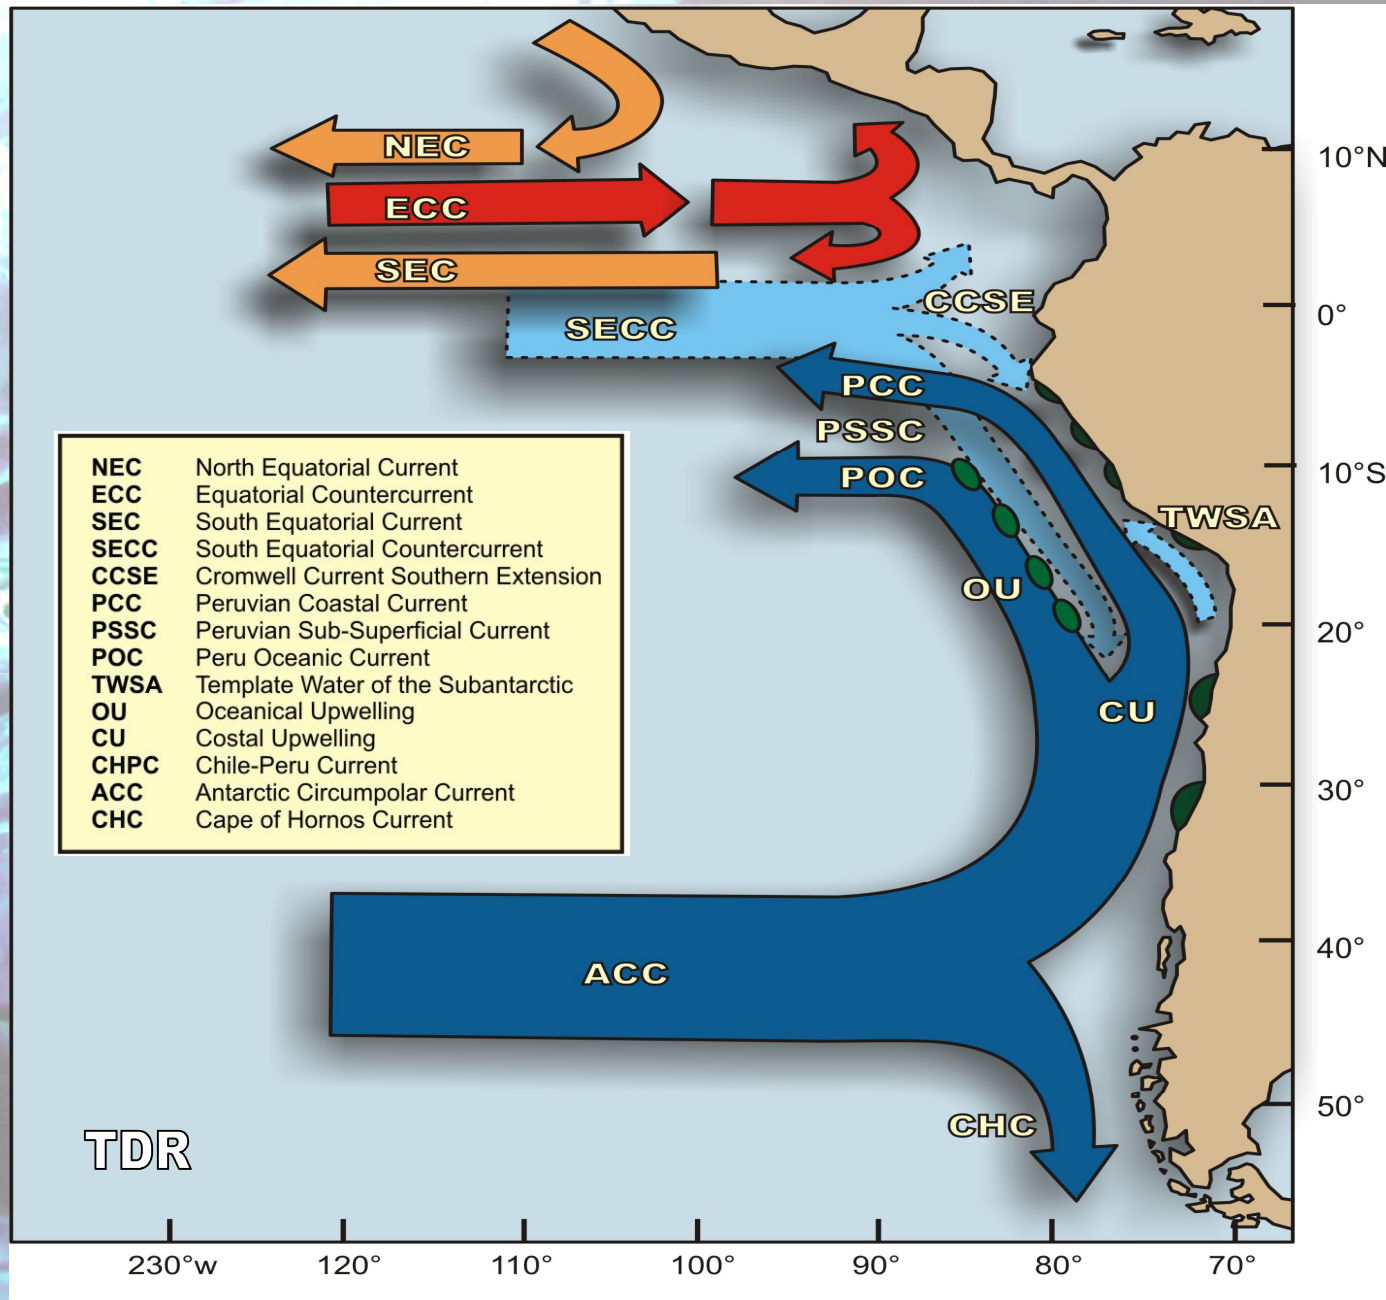 NEC
ECC
SEC
SECC
CCSE
PCC
PSSC
POC
TWSA
OU
CU
ACC
CHC
NEC North Equatorial Current
ECC Equatorial Countercurrent
SEC South Equatorial Current
SECC South Equatorial Countercurrent
CCSE Cromwell Current Southern Extension
PCC Peruvian Coastal Current
PSSC Peruvian Sub-Superficial Current
POC Peru Oceanic Current
TWSA Template Water of the Subantarctic
OU Oceanical Upwelling
CU Costal Upwelling
CHPC Chile-Peru Current
ACC Antarctic Circumpolar Current
CHC Cape of Hornos Current
TDR
10°N
0°
10°S
20°
30°
40°
50°
230°w 120° 110° 100° 90° 80° 70°